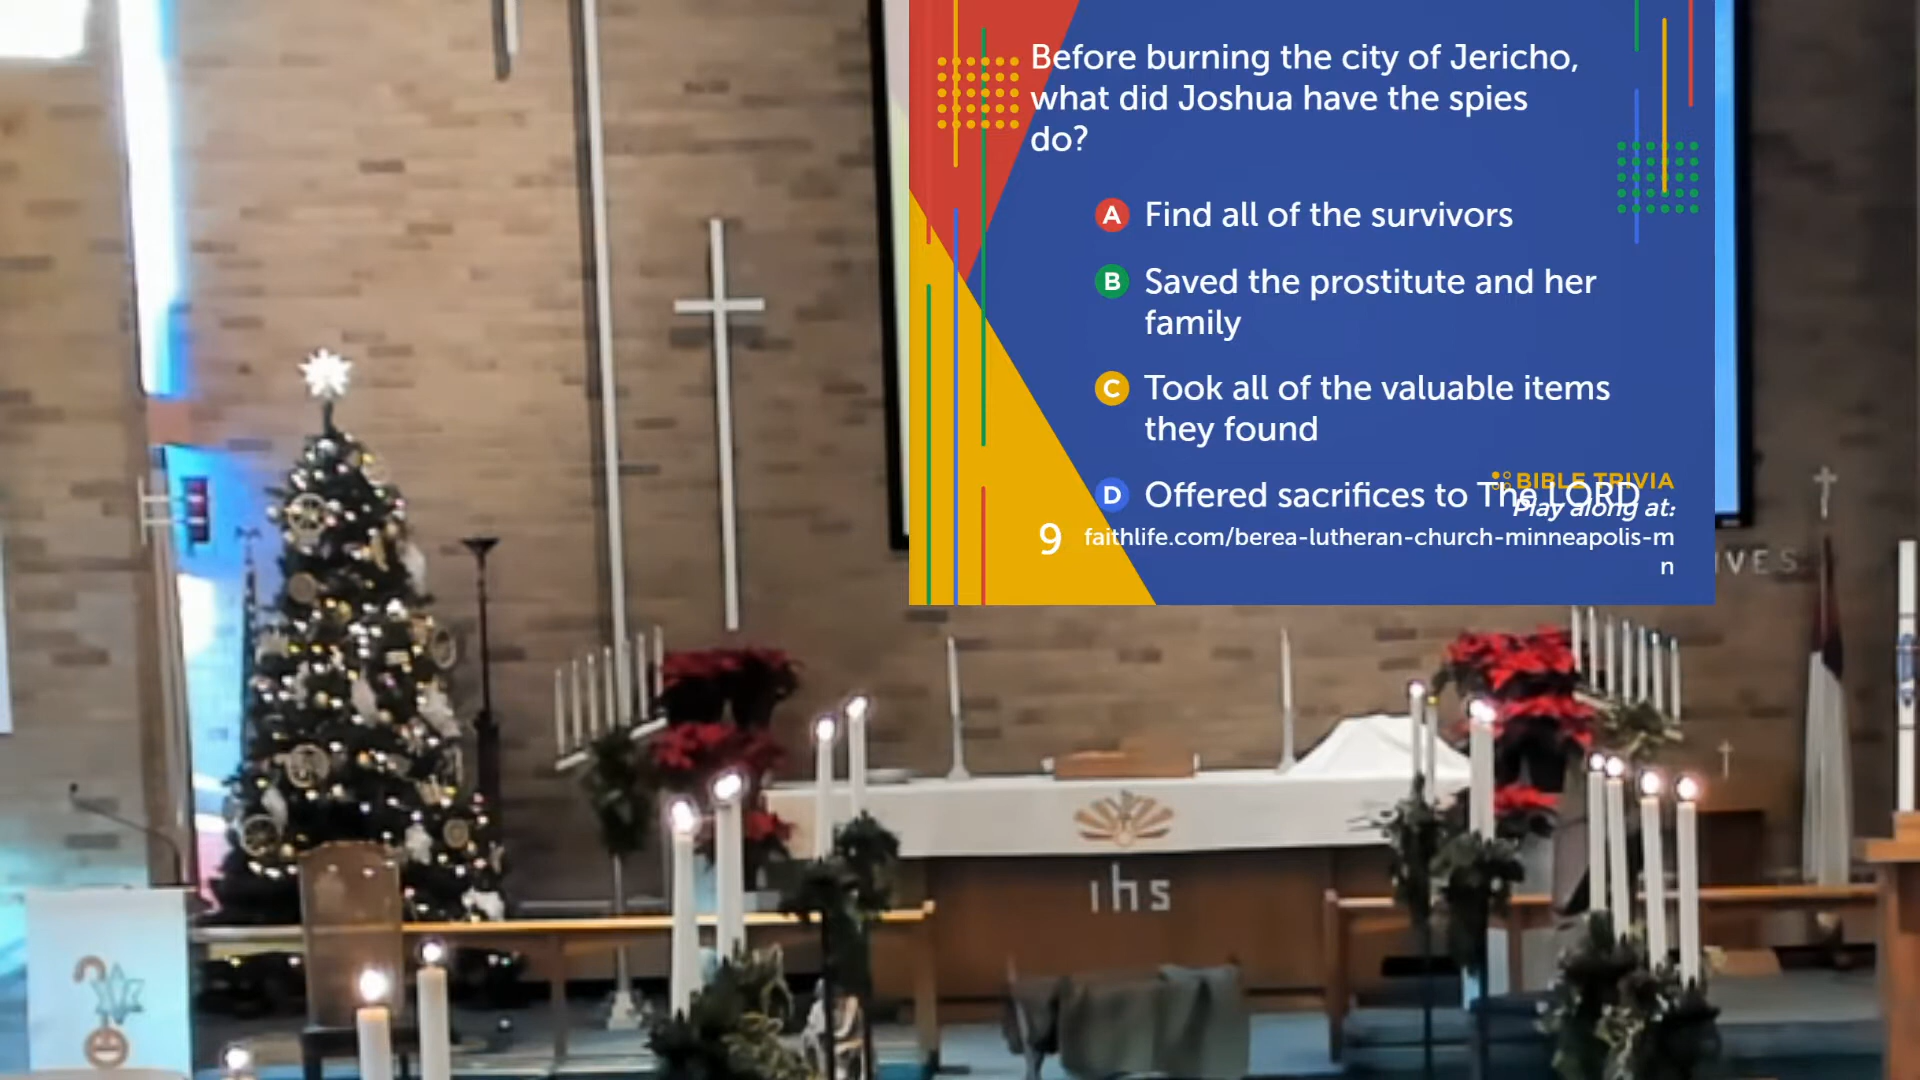 Before burning the city of Jericho,
what did Joshua have the spies
do?
A Find all of the survivors
B Saved the prostitute and her
family
C Took all of the valuable items
they found
D Offered sacrifices to The LORD
BIBLE TRIVIA
Play along at:
9 faithlife.com/berea-lutheran-church-minneapolis-m
n
IVES
ihs